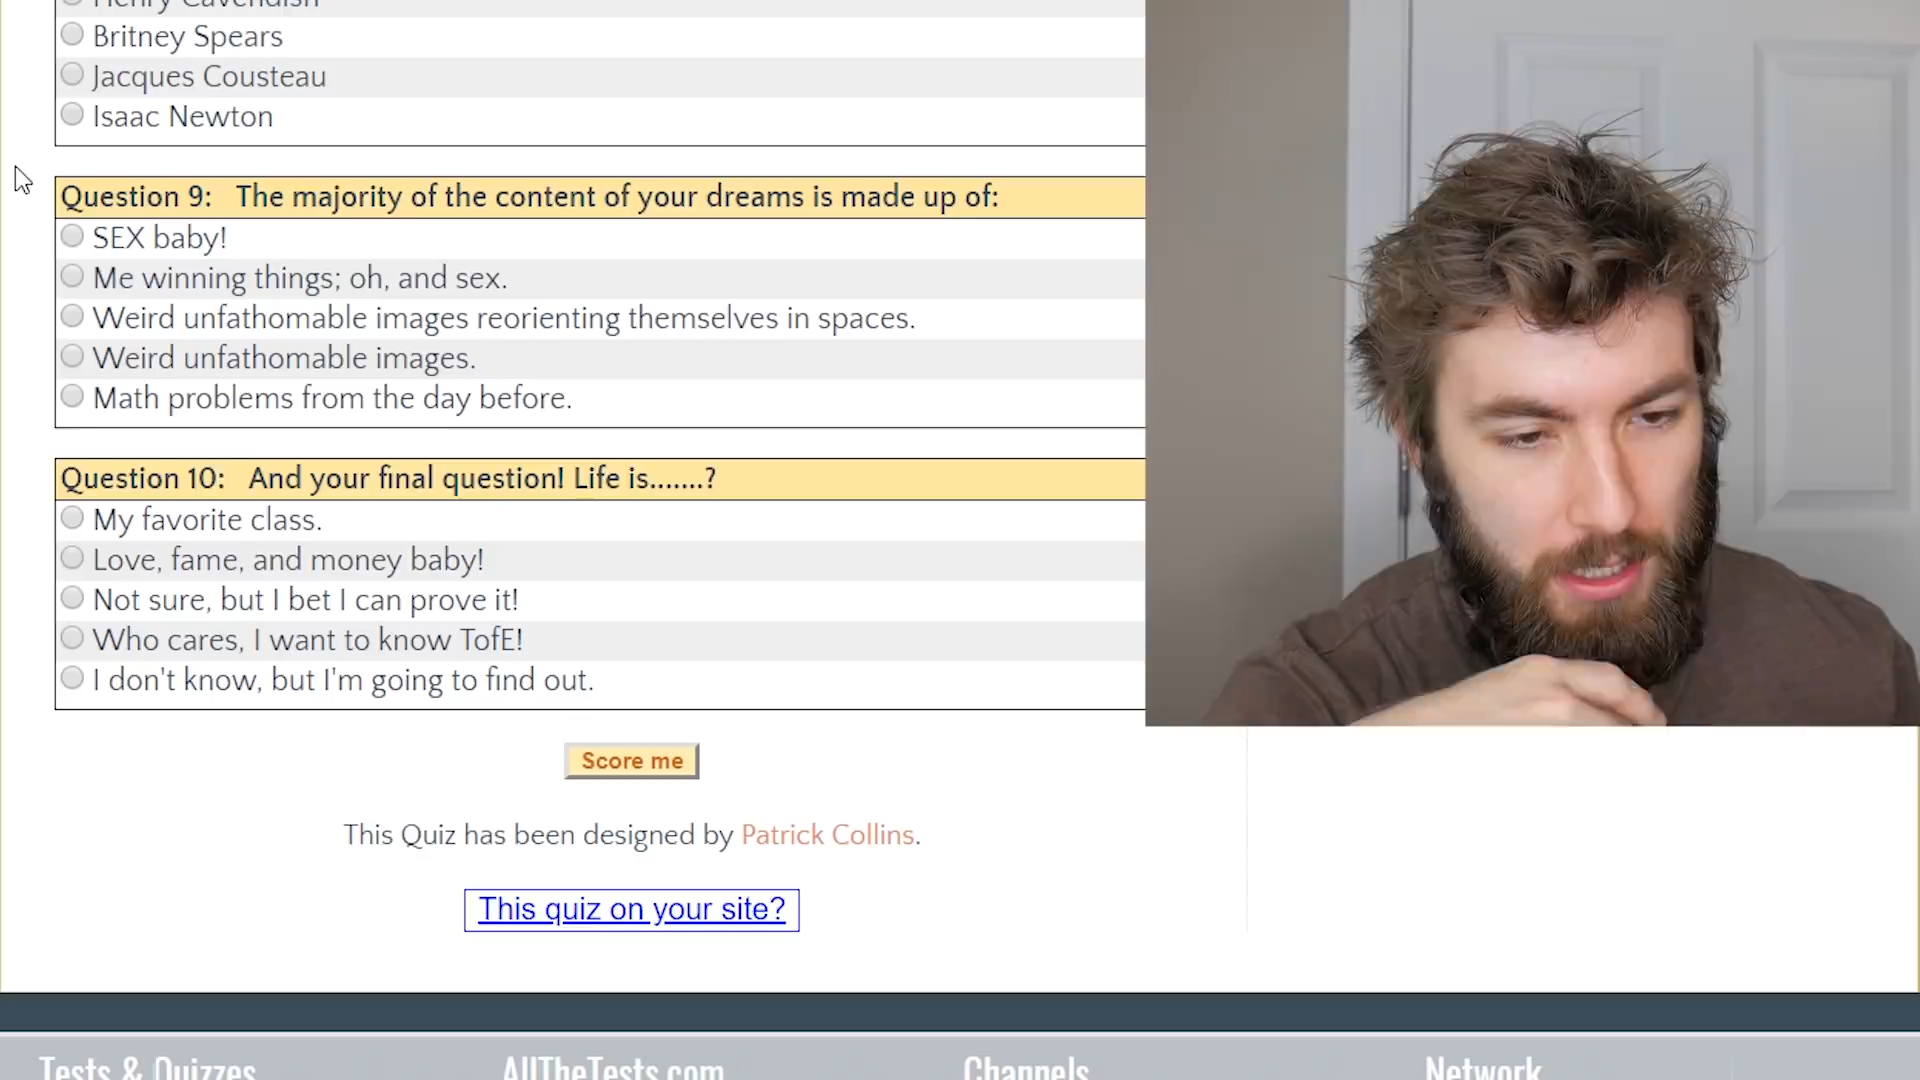 Henry Cavendish
Britney Spears
Jacques Cousteau
Isaac Newton
Question 9: The majority of the content of your dreams is made up of:
SEX baby!
Me winning things; oh, and sex.
Weird unfathomable images reorienting themselves in spaces.
Weird unfathomable images.
Math problems from the day before.
Question 10: And your final question! Life is.......?
My favorite class.
Love, fame, and money baby!
Not sure, but I bet I can prove it!
Who cares, I want to know TofE!
I don't know, but I'm going to find out.
Score me
This Quiz has been designed by Patrick Collins.
This quiz on your site?
Tests & Quizzes AllTheTests.com Channels Network